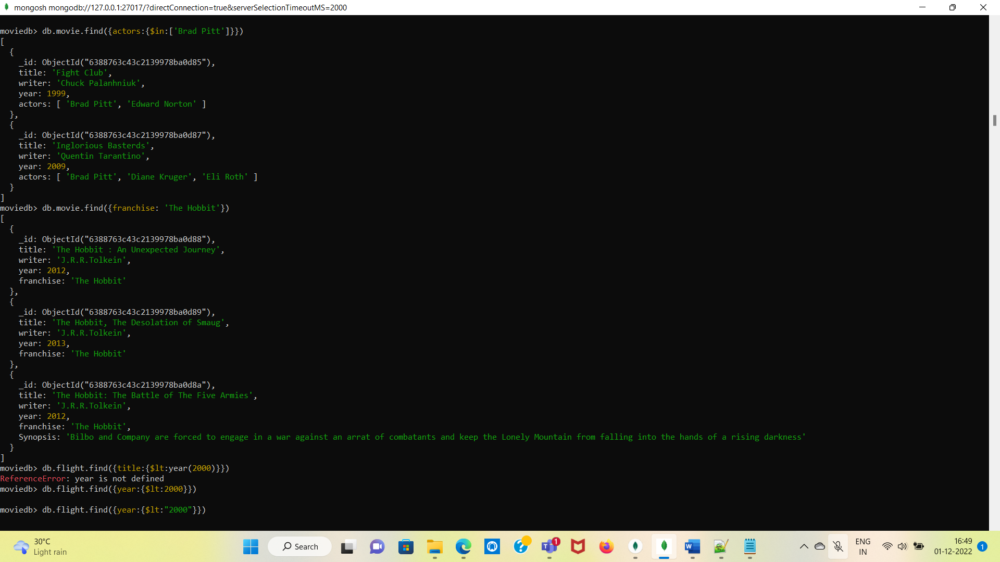 mongosh mongodb://127.0.0.1:27017/?directConnection=true&serverSelectionTimeoutMS=2000
moviedb> db.movie.find({actors:{$in:['Brad Pitt']}})
[
  {
    _id: ObjectId("6388763c43c2139978ba0d85"),
    title: 'Fight Club',
    writer: 'Chuck Palanhniuk',
    year: 1999,
    actors: [ 'Brad Pitt', 'Edward Norton' ]
  },
  {
    _id: ObjectId("6388763c43c2139978ba0d87"),
    title: 'Inglorious Basterds',
    writer: 'Quentin Tarantino',
    year: 2009,
    actors: [ 'Brad Pitt', 'Diane Kruger', 'Eli Roth' ]
  }
]
moviedb> db.movie.find({franchise: 'The Hobbit'})
[
  {
    _id: ObjectId("6388763c43c2139978ba0d88"),
    title: 'The Hobbit : An Unexpected Journey',
    writer: 'J.R.R.Tolkein',
    year: 2012,
    franchise: 'The Hobbit'
  },
  {
    _id: ObjectId("6388763c43c2139978ba0d89"),
    title: 'The Hobbit, The Desolation of Smaug',
    writer: 'J.R.R.Tolkein',
    year: 2013,
    franchise: 'The Hobbit'
  },
  {
    _id: ObjectId("6388763c43c2139978ba0d8a"),
    title: 'The Hobbit: The Battle of The Five Armies',
    writer: 'J.R.R.Tolkein',
    year: 2012,
    franchise: 'The Hobbit',
    Synopsis: 'Bilbo and Company are forced to engage in a war against an arrat of combatants and keep the Lonely Mountain from falling into the hands of a rising darkness'
  }
]
moviedb> db.flight.find({title:{$lt:year(2000)}})
ReferenceError: year is not defined
moviedb> db.flight.find({year:{$lt:2000}})
moviedb> db.flight.find({year:{$lt:"2000"}})
30°C
Light rain
Search
1
ENG
IN
16:49
01-12-2022
1